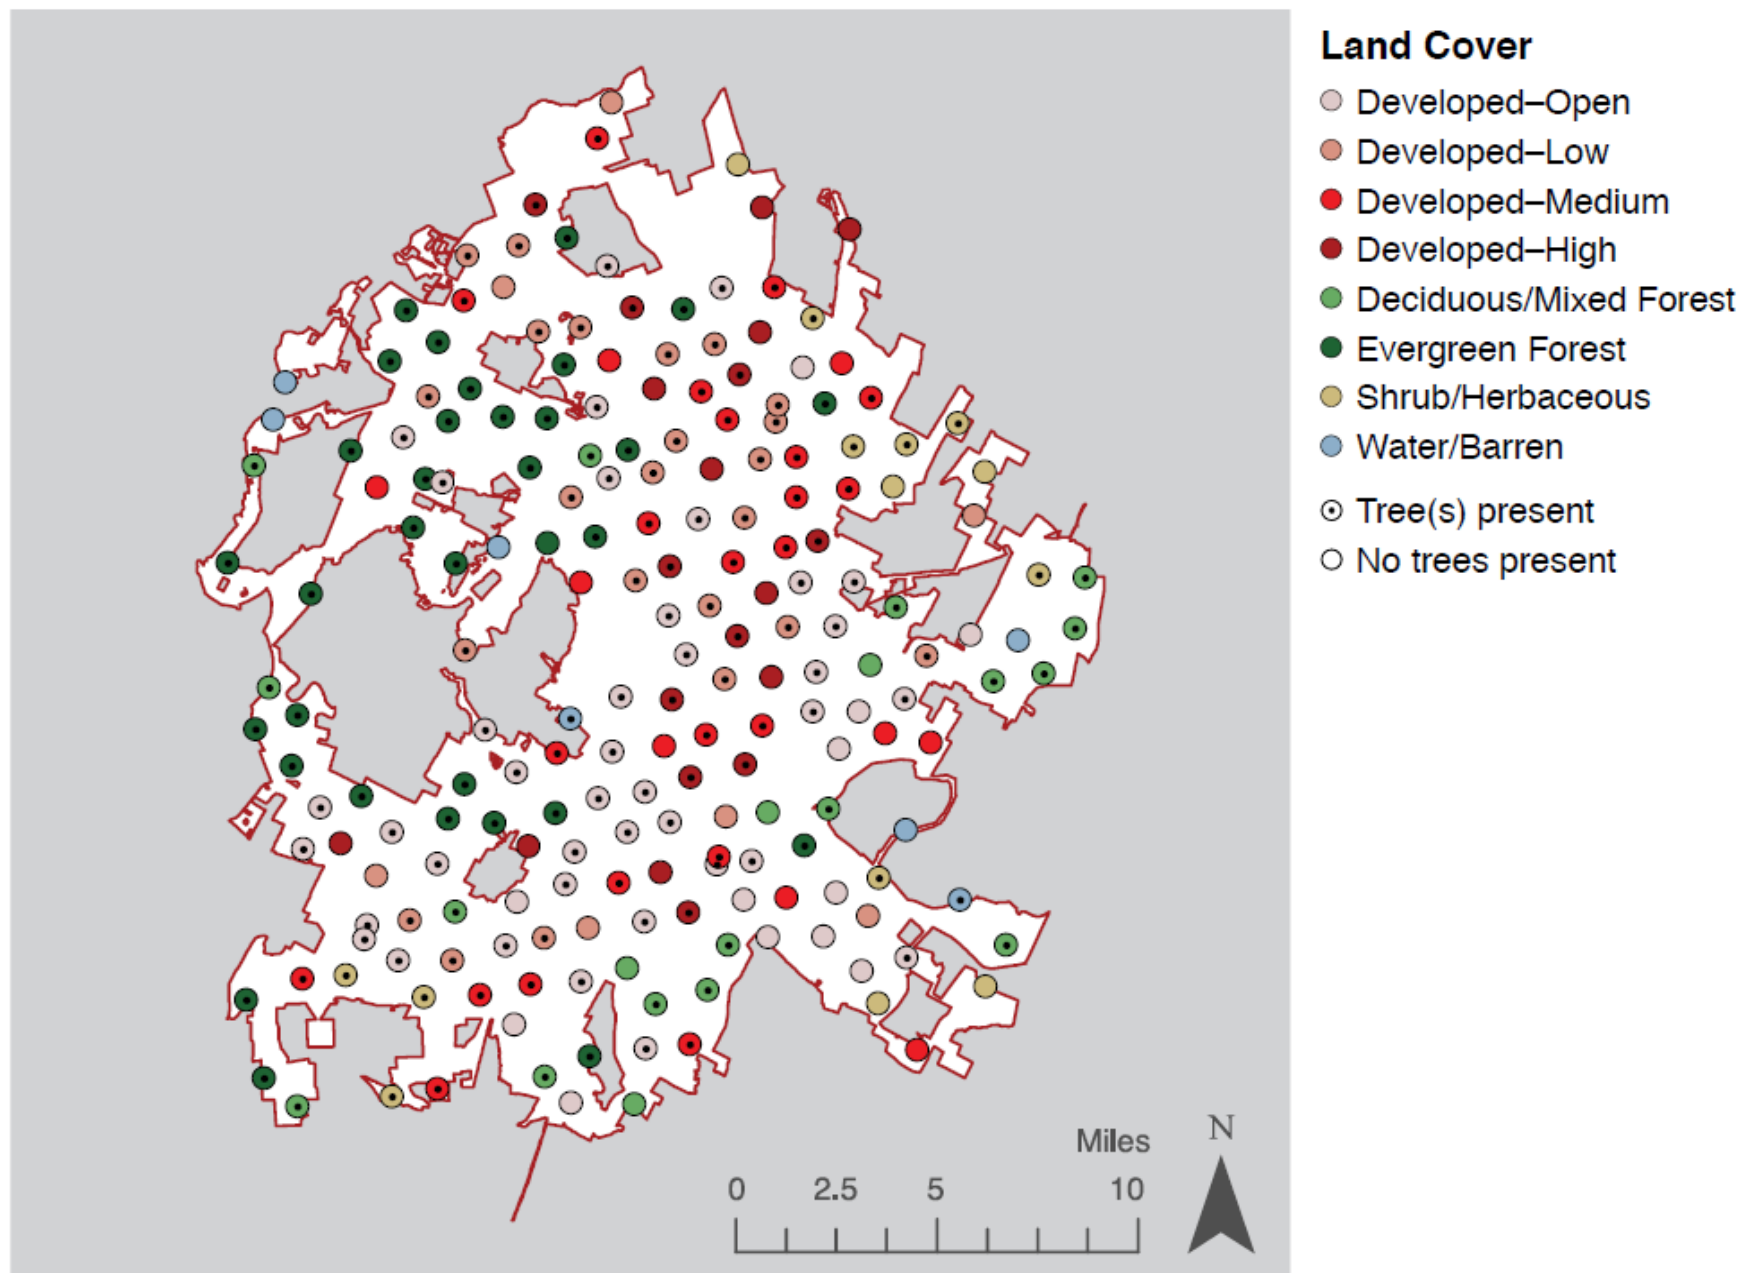 Land Cover
Developed–Open
Developed–Low
Developed–Medium
Developed–High
Deciduous/Mixed Forest
Evergreen Forest
Shrub/Herbaceous
Water/Barren
Tree(s) present
No trees present
Miles
N
0 2.5 5 10